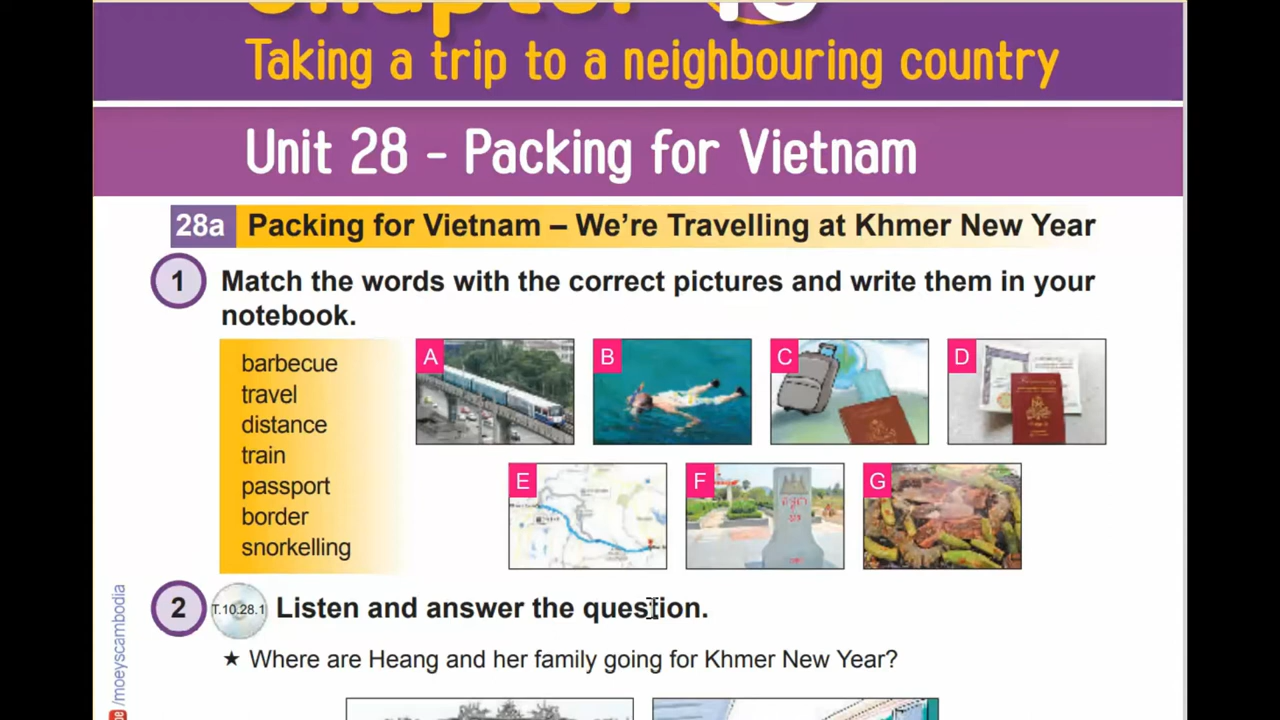 Taking a trip to a neighbouring country
Unit 28 - Packing for Vietnam
28a Packing for Vietnam – We're Travelling at Khmer New Year
1 Match the words with the correct pictures and write them in your
notebook.
barbecue
travel
distance
train
passport
border
snorkelling
A
B
C
D
E
F
G
2 T.10.28.1 Listen and answer the question.
★ Where are Heang and her family going for Khmer New Year?
/moeyscambodia